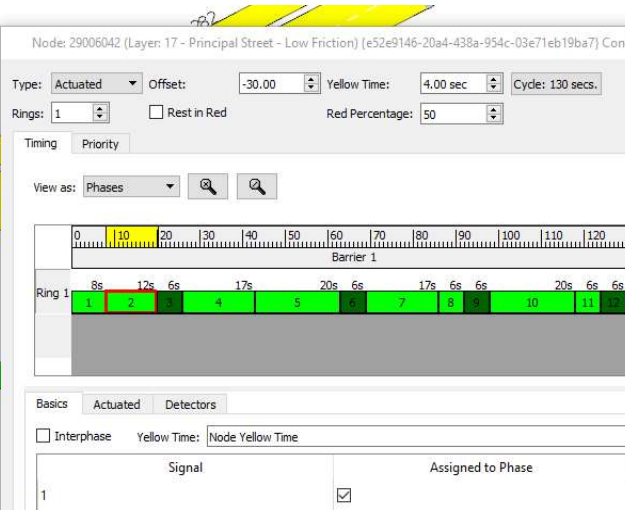 Node: 29006042 (Layer: 17 - Principal Street - Low Friction) {e52e9146-20a4-438a-954c-03e71eb19ba7} Con
Type: Actuated Offset: -30.00 Yellow Time: 4.00 sec Cycle: 130 secs.
Rings: 1 Rest in Red Red Percentage: 50
Timing Priority
View as: Phases
0 10 20 30 40 50 60 70 80 90 100 110 120
Barrier 1
8s 12s 6s 17s 20s 6s 17s 6s 6s 20s 6s 6s
Ring 1 1 2 3 4 5 6 7 8 9 10 11 12
Basics Actuated Detectors
Interphase Yellow Time: Node Yellow Time
Signal Assigned to Phase
1